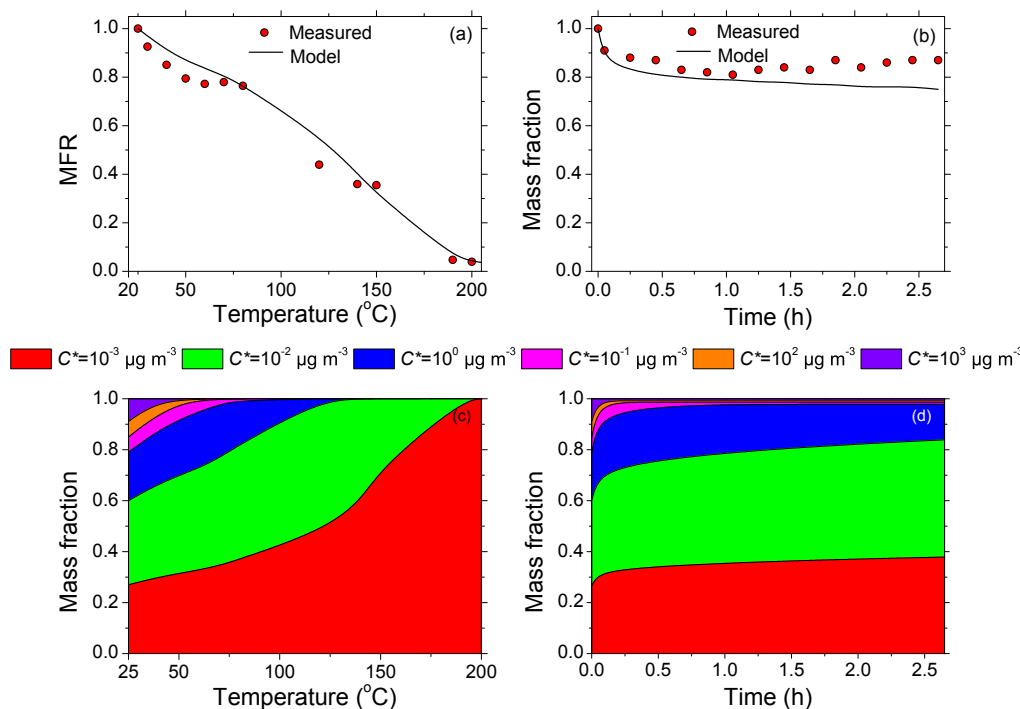 1.0
0.8
0.6
0.4
0.2
0.0
MFR
Measured
Model
(a)
20
50
100
150
200
Temperature (°C)
1.0
0.8
0.6
0.4
0.2
0.0
Mass fraction
Measured
Model
(b)
0.0
0.5
1.0
1.5
2.0
2.5
Time (h)
C*=10⁻³ µg m⁻³ C*=10⁻² µg m⁻³ C*=10⁰ µg m⁻³ C*=10⁻¹ µg m⁻³ C*=10² µg m⁻³ C*=10³ µg m⁻³
1.0
0.8
0.6
0.4
0.2
0.0
Mass fraction
(c)
25
50
100
150
200
Temperature (°C)
1.0
0.8
0.6
0.4
0.2
0.0
Mass fraction
(d)
0.0
0.5
1.0
1.5
2.0
2.5
Time (h)